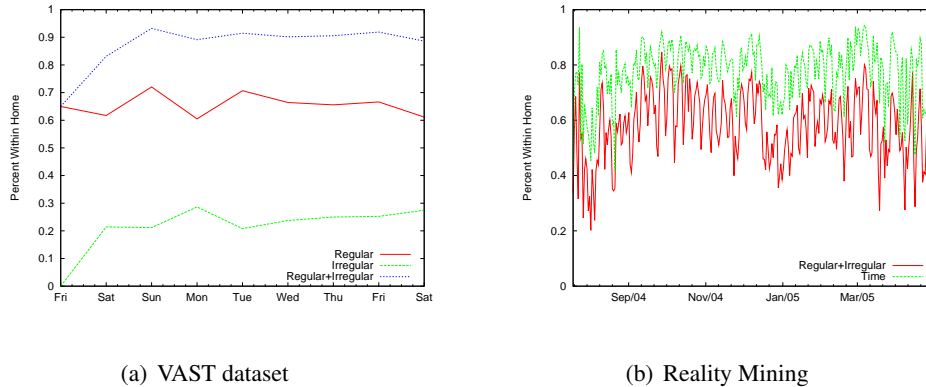 Percent Within Home
1
0.9
0.8
0.7
0.6
0.5
0.4
0.3
0.2
0.1
0
Fri Sat Sun Mon Tue Wed Thu Fri Sat
Regular
Irregular
Regular+Irregular
(a) VAST dataset
Percent Within Home
1
0.8
0.6
0.4
0.2
0
Sep/04 Nov/04 Jan/05 Mar/05
Regular+Irregular
Time
(b) Reality Mining